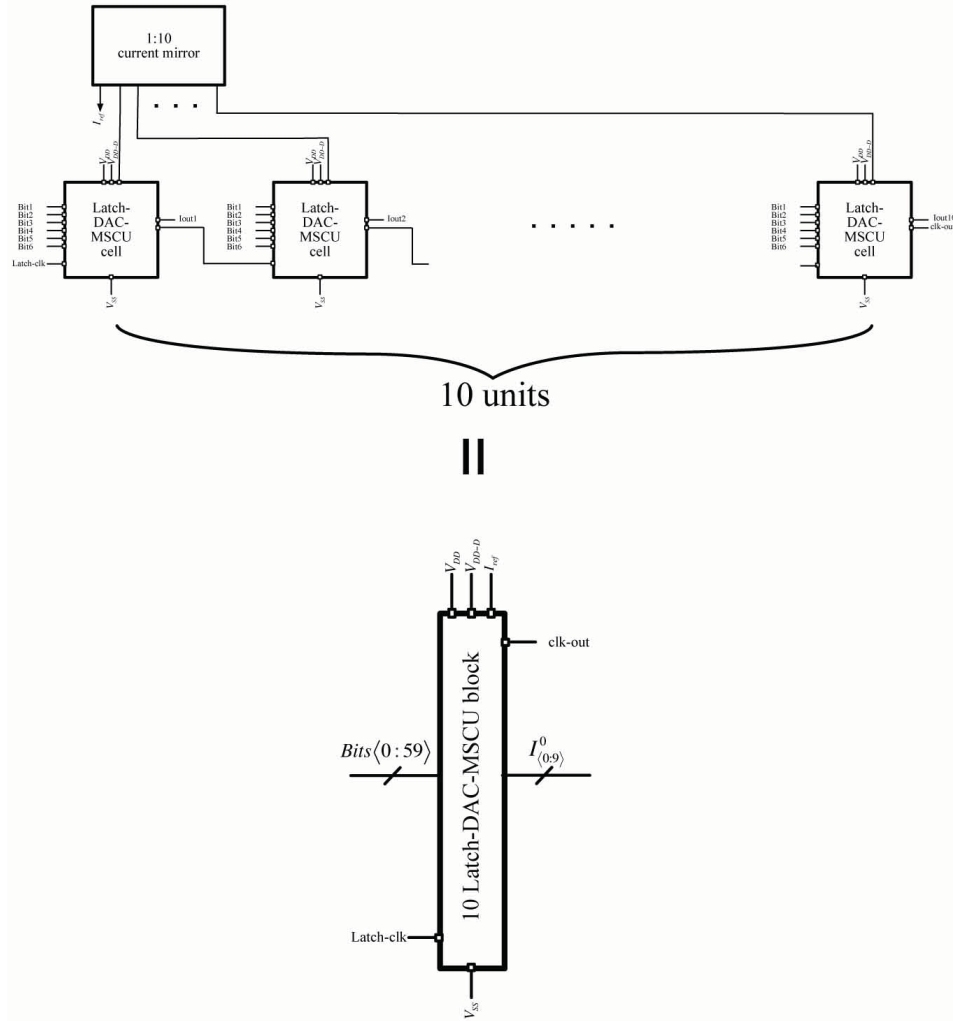 1:10
current mirror
. . .
I_ref
V_DD
V_DD-D
V_DD
V_DD-D
V_DD
V_DD-D
Bit1
Bit2
Bit3
Bit4
Bit5
Bit6
Latch-clk
Latch-
DAC-
MSCU
cell
Iout1
V_SS
Bit1
Bit2
Bit3
Bit4
Bit5
Bit6
Latch-
DAC-
MSCU
cell
Iout2
V_SS
. . . . .
Bit1
Bit2
Bit3
Bit4
Bit5
Bit6
Latch-
DAC-
MSCU
cell
Iout10
clk-out
V_SS
10 units
=
V_DD
V_DD-D
I_ref
clk-out
Bits⟨0:59⟩
10 Latch-DAC-MSCU block
I^0_⟨0:9⟩
Latch-clk
V_SS